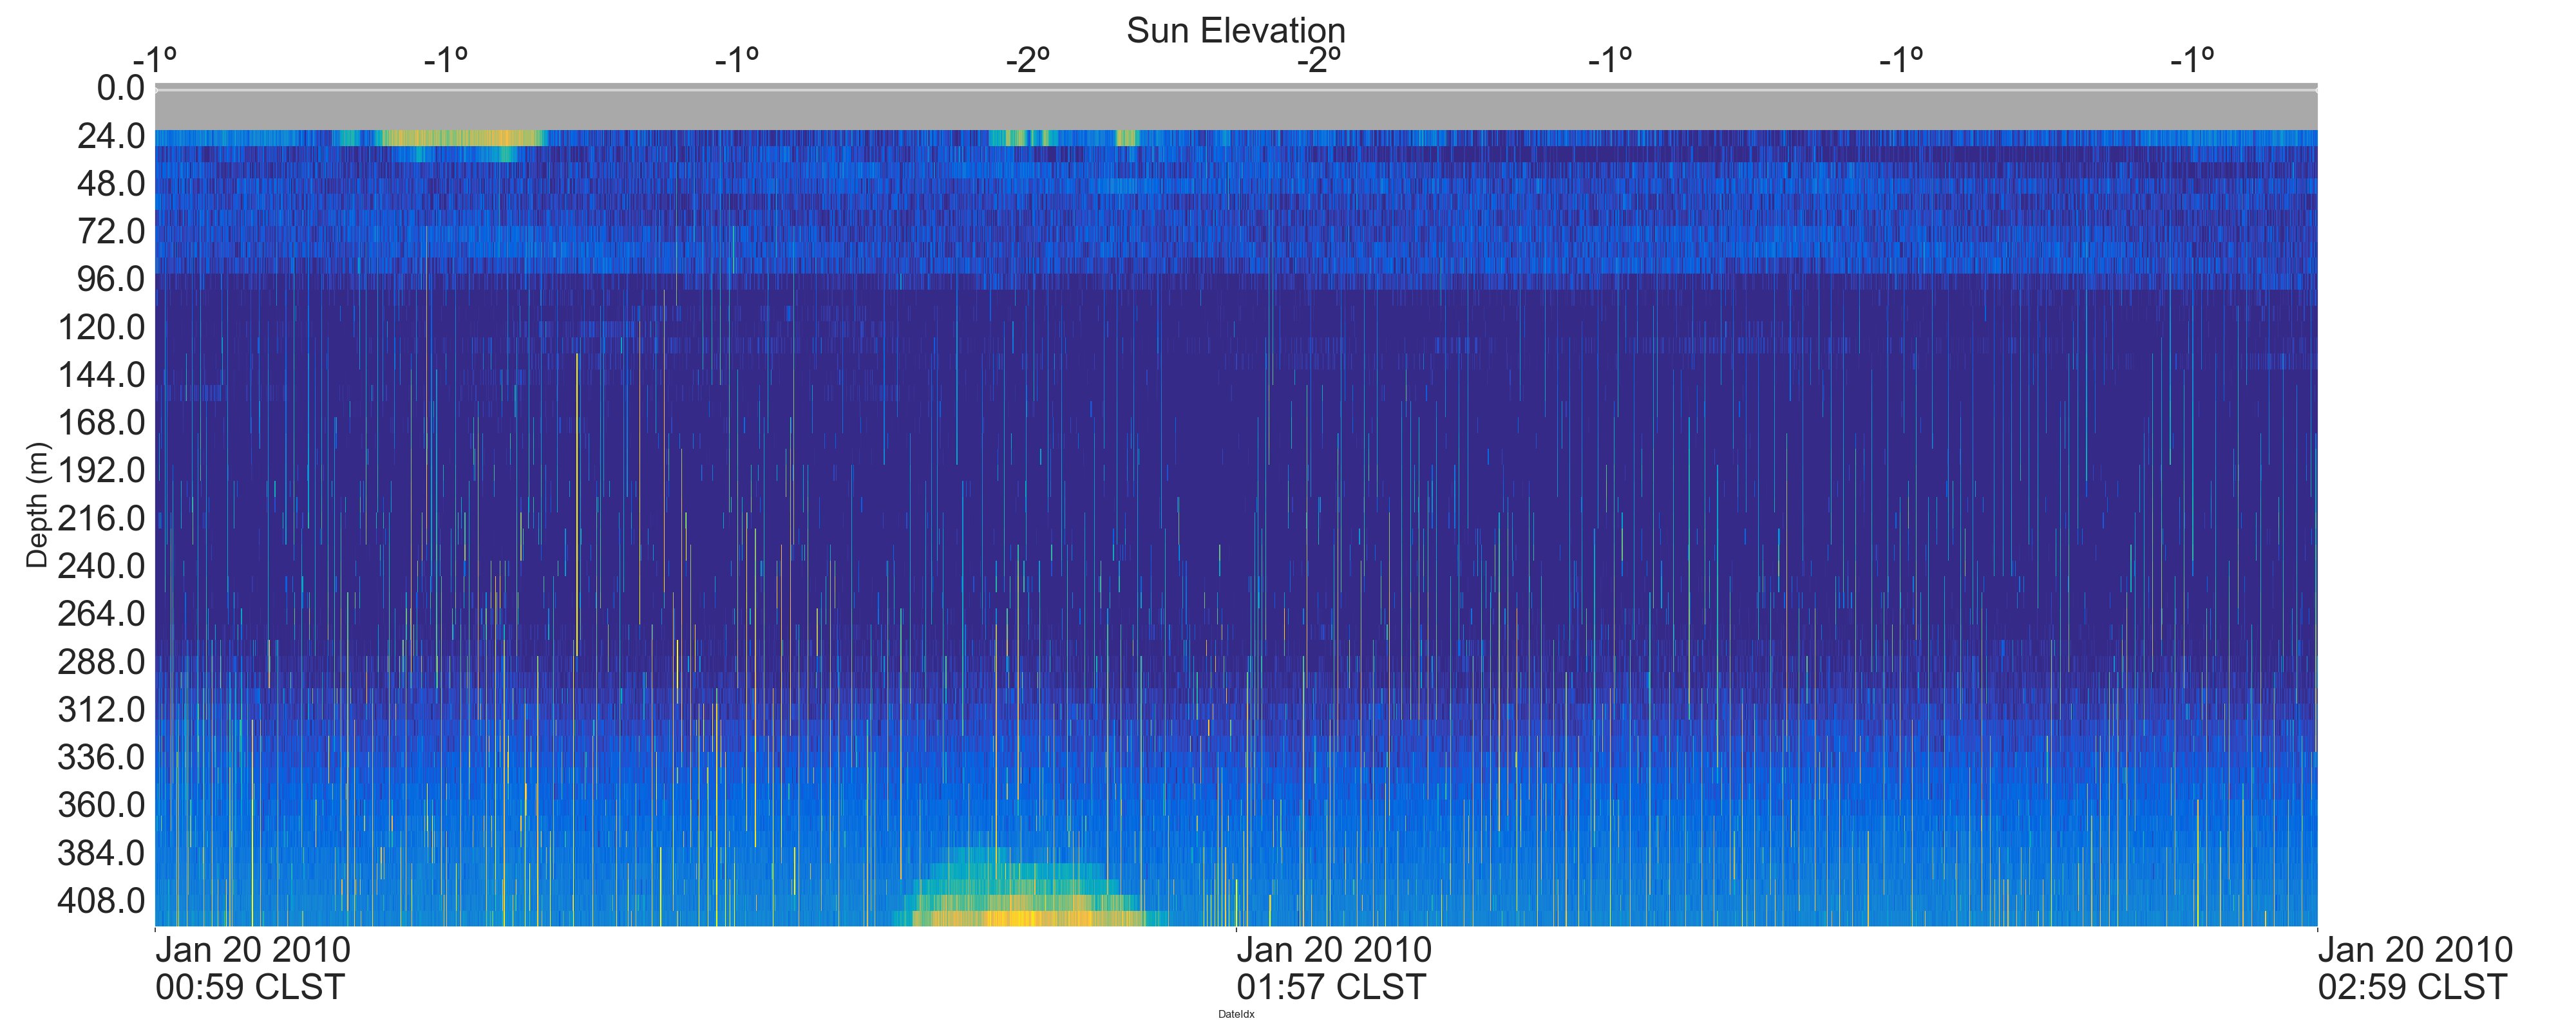 Sun Elevation
-1º -1º -1º -2º -2º -1º -1º -1º
0.0
24.0
48.0
72.0
96.0
120.0
144.0
168.0
192.0
216.0
240.0
264.0
288.0
312.0
336.0
360.0
384.0
408.0
Depth (m)
Jan 20 2010
00:59 CLST
Jan 20 2010
01:57 CLST
Jan 20 2010
02:59 CLST
DateIdx